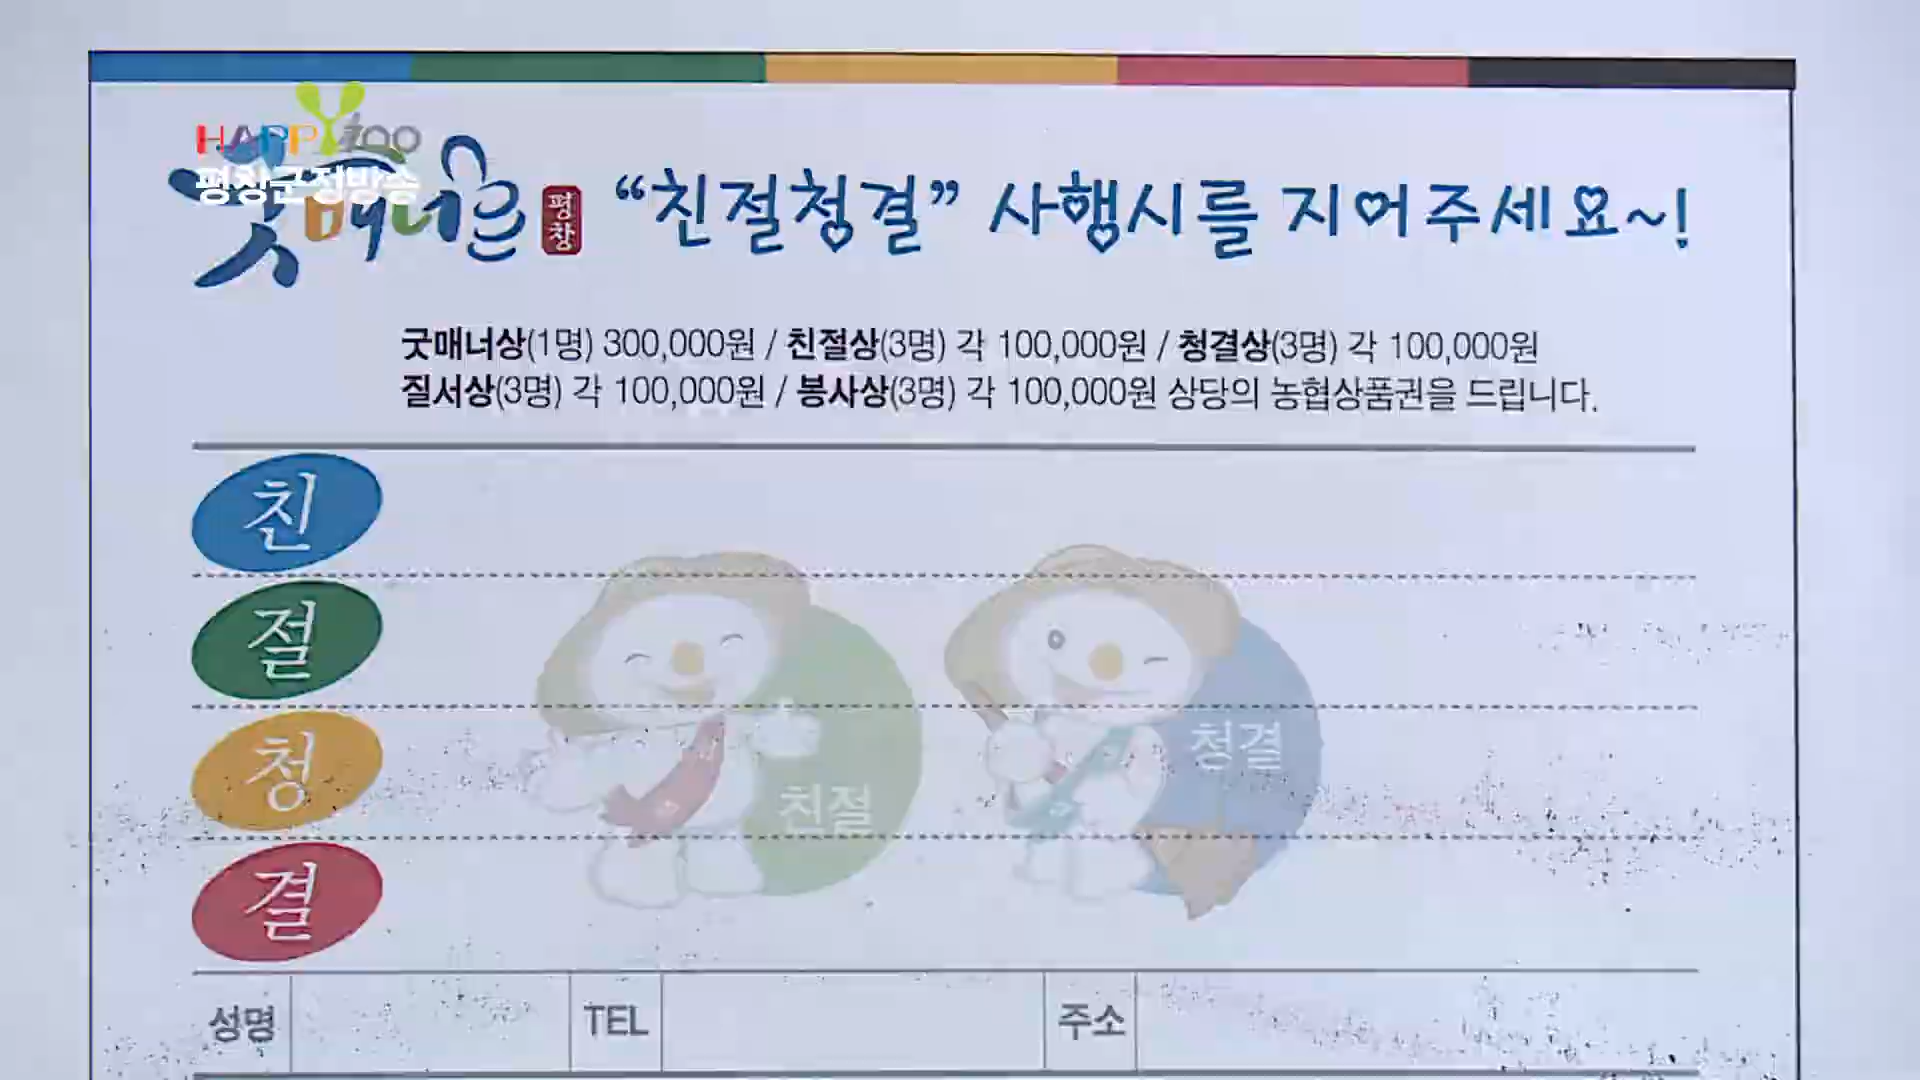 HAPPY700
평창군정방송
굿매너
평창
“친절청결” 사행시를 지어주세요~!
굿매너상(1명) 300,000원 / 친절상(3명) 각 100,000원 / 청결상(3명) 각 100,000원
질서상(3명) 각 100,000원 / 봉사상(3명) 각 100,000원 상당의 농협상품권을 드립니다.
친
절
청
결
친절
청결
성명
TEL
주소